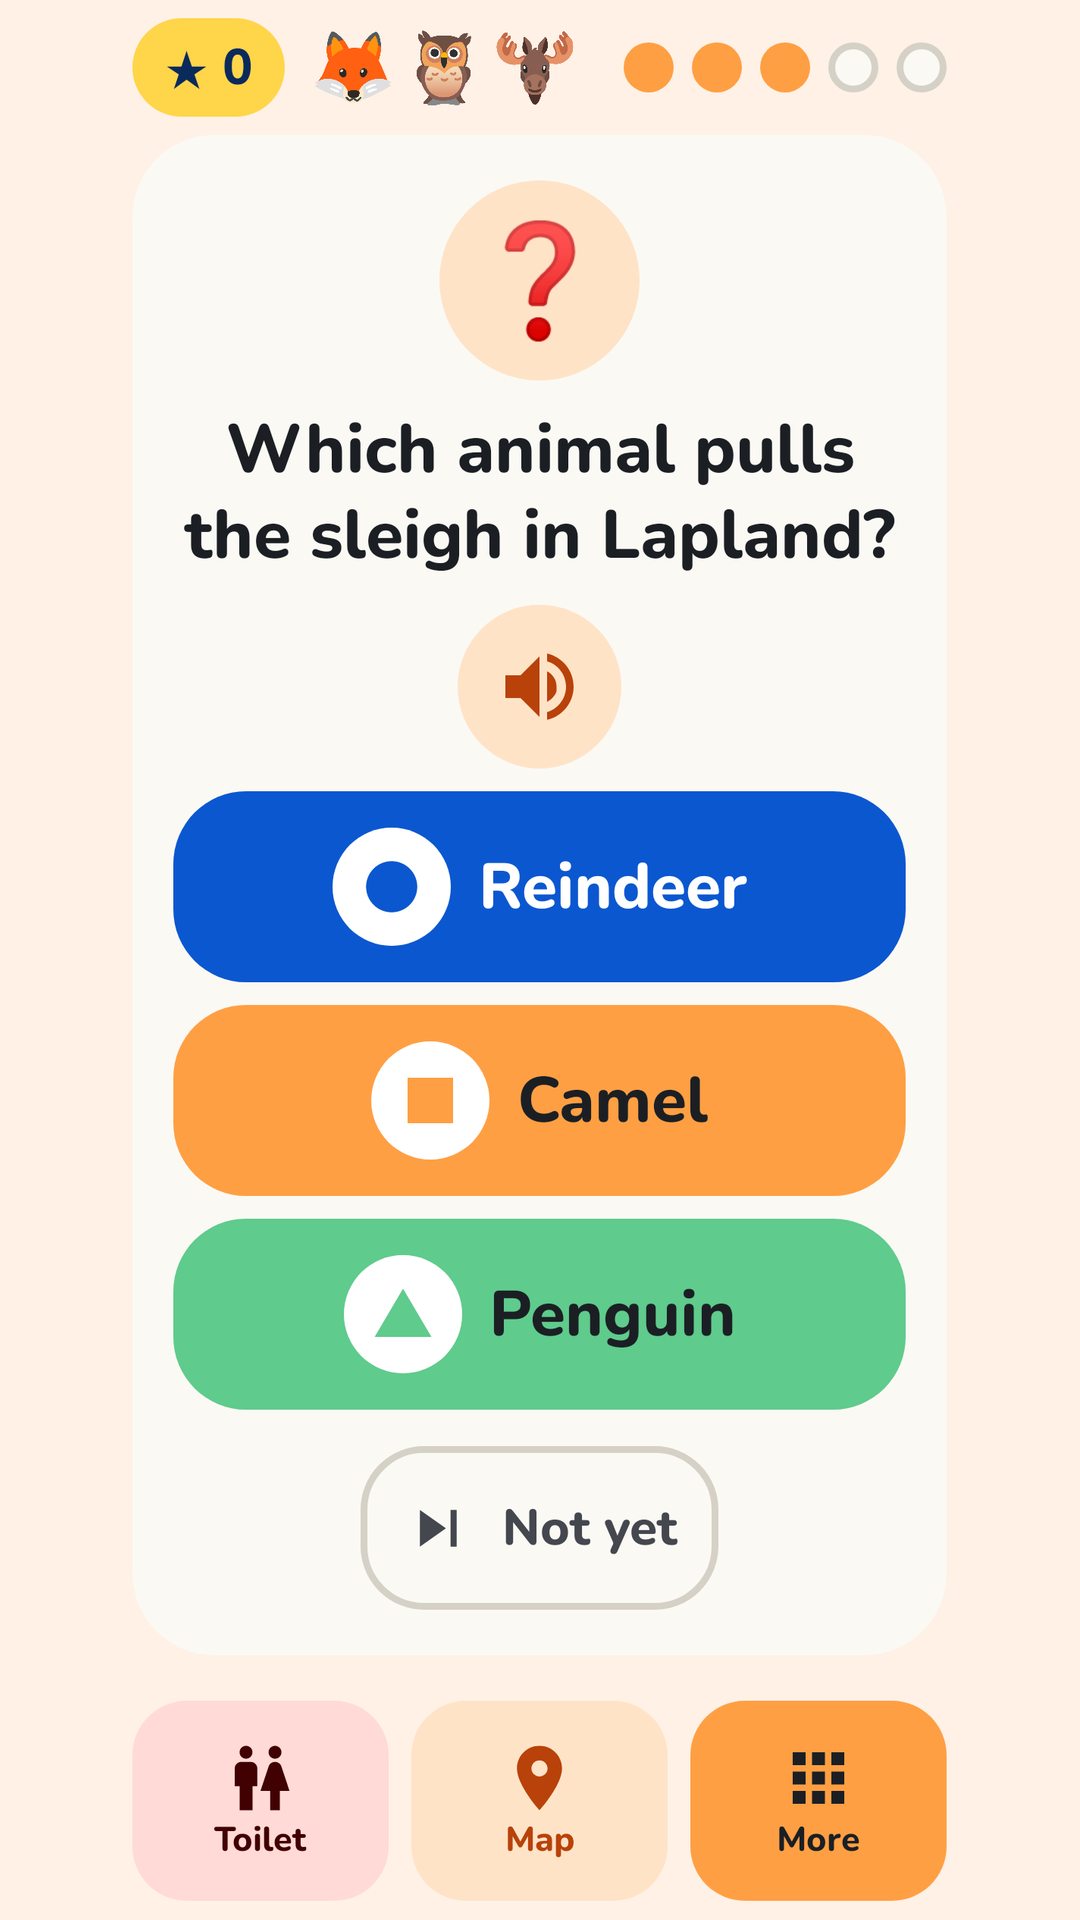 ★ 0
Which animal pulls
the sleigh in Lapland?
Reindeer
Camel
Penguin
Not yet
Toilet
Map
More